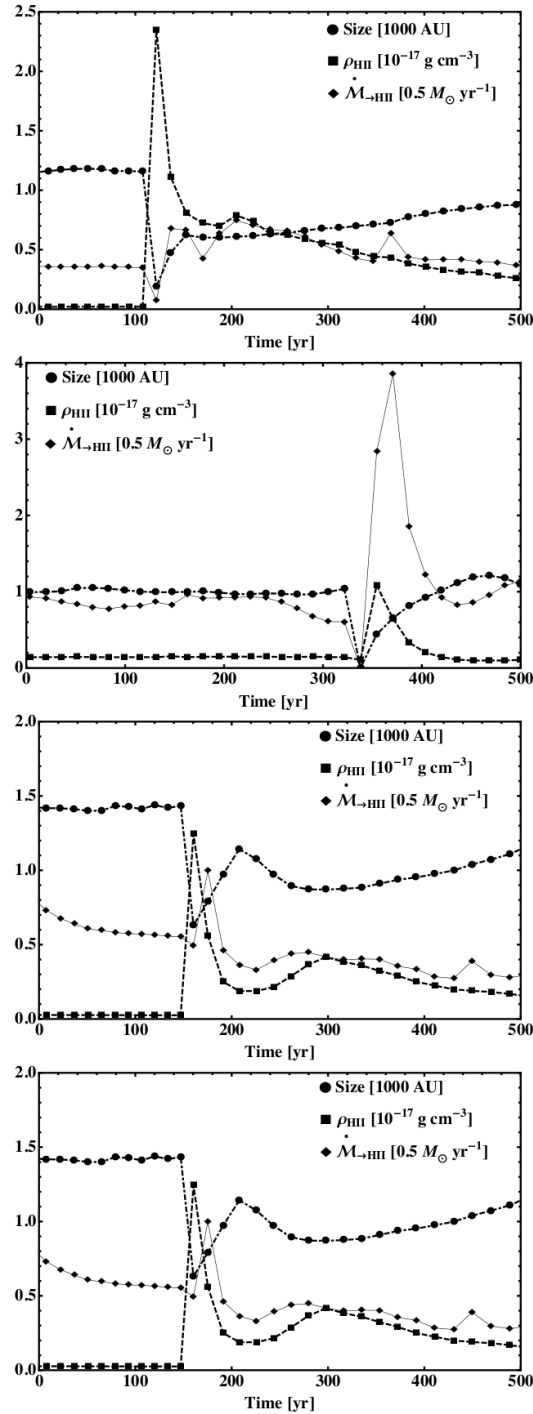 2.5
● Size [1000 AU]
■ ρHII [10−17 g cm−3]
2.0
◆ Ṁ→HII [0.5 M⊙ yr−1]
1.5
1.0
0.5
0.0
0 100 200 300 400 500
Time [yr]
4
● Size [1000 AU]
■ ρHII [10−17 g cm−3]
3
◆ Ṁ→HII [0.5 M⊙ yr−1]
2
1
0
0 100 200 300 400 500
Time [yr]
2.0
● Size [1000 AU]
■ ρHII [10−17 g cm−3]
1.5
◆ Ṁ→HII [0.5 M⊙ yr−1]
1.0
0.5
0.0
0 100 200 300 400 500
Time [yr]
2.0
● Size [1000 AU]
■ ρHII [10−17 g cm−3]
1.5
◆ Ṁ→HII [0.5 M⊙ yr−1]
1.0
0.5
0.0
0 100 200 300 400 500
Time [yr]